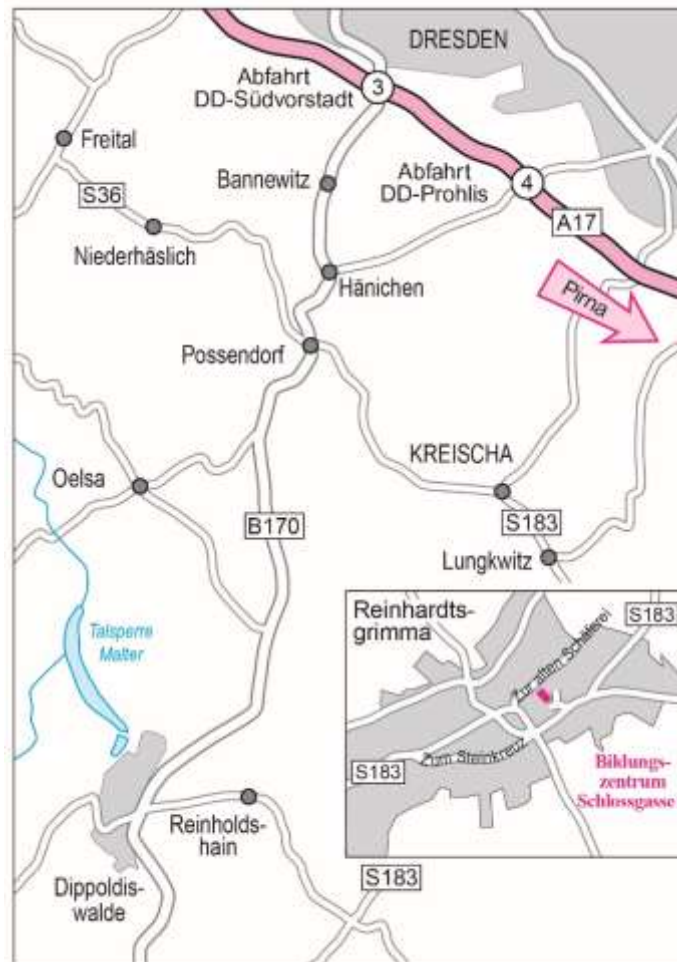 DRESDEN
Abfahrt
DD-Südvorstadt
3
Freital
Bannewitz
Abfahrt
DD-Prohlis
4
S36
A17
Niederhäslich
Hänichen
Pirna
Possendorf
KREISCHA
Oelsa
B170
S183
Lungkwitz
Talsperre
Malter
Reinhardts-
grimma
S183
Zur alten Schäferei
Zum Steinkreuz
S183
Biklungs-
zentrum
Schlossgasse
Reinholds-
hain
Dippoldis-
walde
S183